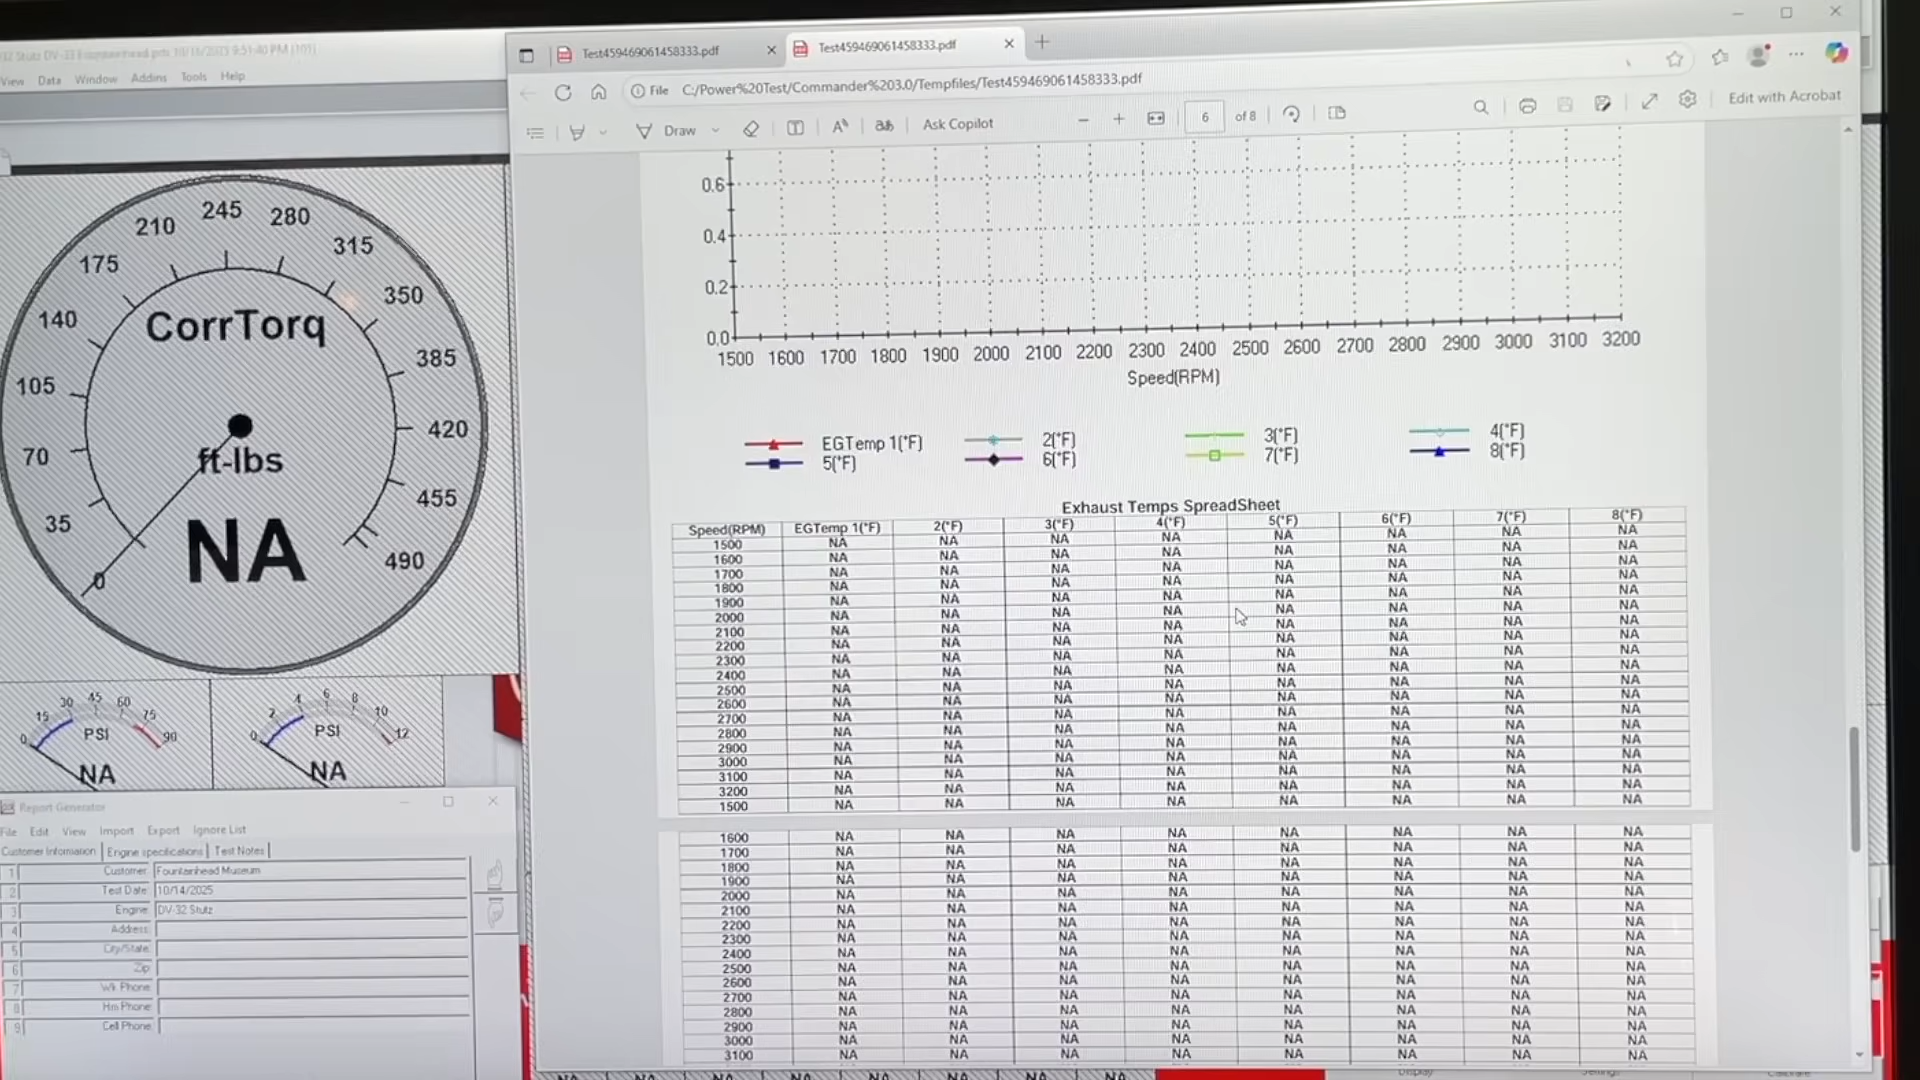 View Data Window Addins Tools Help
210 245 280
175 315
140 350
CorrTorq
105 385
70 420
ft-lbs
35 455
NA
0 490
0 15 30 45 60 75 90
PSI
NA
0 2 4 6 8 10 12
PSI
NA
Report Generator
File Edit View Import Export Ignore List
Customer Information Engine specifications Test Notes
1 Customer: Fountainhead Museum
2 Test Date: 10/14/2025
3 Engine: DV-32 Stutz
4 Address:
5 City/State:
6 Zip:
7 Wk Phone:
8 Hm Phone:
9 Cell Phone:
Test459469061458333.pdf Test459469061458333.pdf
File C:/Power%20Test/Commander%203.0/Tempfiles/Test459469061458333.pdf
Draw Ask Copilot 6 of 8 Edit with Acrobat
0.6
0.4
0.2
0.0
1500 1600 1700 1800 1900 2000 2100 2200 2300 2400 2500 2600 2700 2800 2900 3000 3100 3200
Speed(RPM)
EGTemp 1(°F) 2(°F) 3(°F) 4(°F)
5(°F) 6(°F) 7(°F) 8(°F)
Exhaust Temps SpreadSheet
Speed(RPM) EGTemp 1(°F) 2(°F) 3(°F) 4(°F) 5(°F) 6(°F) 7(°F) 8(°F)
1500 NA NA NA NA NA NA NA NA
1600 NA NA NA NA NA NA NA NA
1700 NA NA NA NA NA NA NA NA
1800 NA NA NA NA NA NA NA NA
1900 NA NA NA NA NA NA NA NA
2000 NA NA NA NA NA NA NA NA
2100 NA NA NA NA NA NA NA NA
2200 NA NA NA NA NA NA NA NA
2300 NA NA NA NA NA NA NA NA
2400 NA NA NA NA NA NA NA NA
2500 NA NA NA NA NA NA NA NA
2600 NA NA NA NA NA NA NA NA
2700 NA NA NA NA NA NA NA NA
2800 NA NA NA NA NA NA NA NA
2900 NA NA NA NA NA NA NA NA
3000 NA NA NA NA NA NA NA NA
3100 NA NA NA NA NA NA NA NA
3200 NA NA NA NA NA NA NA NA
1500 NA NA NA NA NA NA NA NA
1600 NA NA NA NA NA NA NA NA
1700 NA NA NA NA NA NA NA NA
1800 NA NA NA NA NA NA NA NA
1900 NA NA NA NA NA NA NA NA
2000 NA NA NA NA NA NA NA NA
2100 NA NA NA NA NA NA NA NA
2200 NA NA NA NA NA NA NA NA
2300 NA NA NA NA NA NA NA NA
2400 NA NA NA NA NA NA NA NA
2500 NA NA NA NA NA NA NA NA
2600 NA NA NA NA NA NA NA NA
2700 NA NA NA NA NA NA NA NA
2800 NA NA NA NA NA NA NA NA
2900 NA NA NA NA NA NA NA NA
3000 NA NA NA NA NA NA NA NA
3100 NA NA NA NA NA NA NA NA